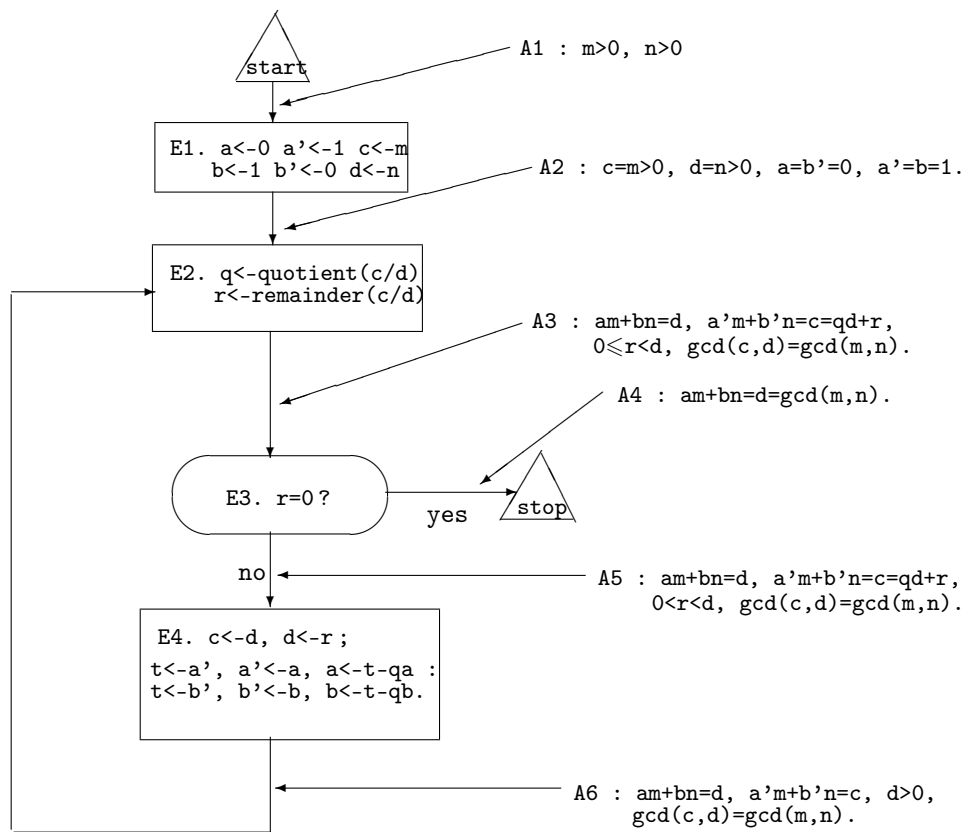 start
A1 : m>0, n>0
E1. a<-0 a’<-1 c<-m
b<-1 b’<-0 d<-n
A2 : c=m>0, d=n>0, a=b’=0, a’=b=1.
E2. q<-quotient(c/d)
r<-remainder(c/d)
A3 : am+bn=d, a’m+b’n=c=qd+r,
0⩽r<d, gcd(c,d)=gcd(m,n).
A4 : am+bn=d=gcd(m,n).
E3. r=0?
yes
stop
no
A5 : am+bn=d, a’m+b’n=c=qd+r,
0<r<d, gcd(c,d)=gcd(m,n).
E4. c<-d, d<-r;
t<-a’, a’<-a, a<-t-qa :
t<-b’, b’<-b, b<-t-qb.
A6 : am+bn=d, a’m+b’n=c, d>0,
gcd(c,d)=gcd(m,n).